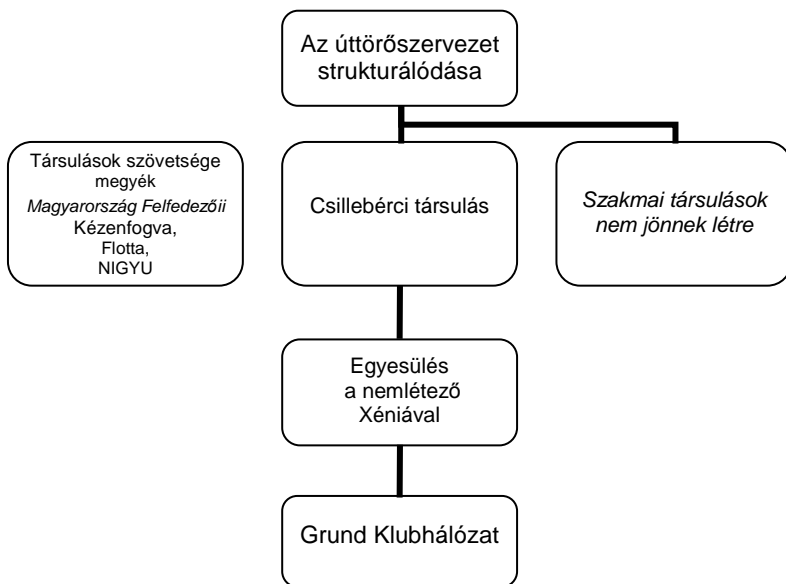 Az úttörőszervezet
strukturálódása
Társulások szövetsége
megyék
Magyarország Felfedezőii
Kézenfogva,
Flotta,
NIGYU
Csillebérci társulás
Szakmai társulások
nem jönnek létre
Egyesülés
a nemlétező
Xéniával
Grund Klubhálózat